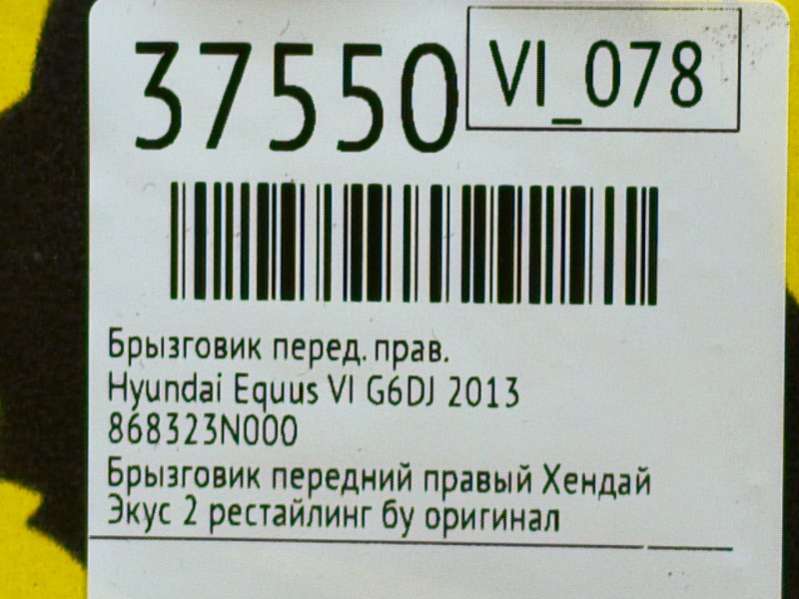 37550
VI_078
Брызговик перед. прав.
Hyundai Equus VI G6DJ 2013
868323N000
Брызговик передний правый Хендай
Экус 2 рестайлинг бу оригинал